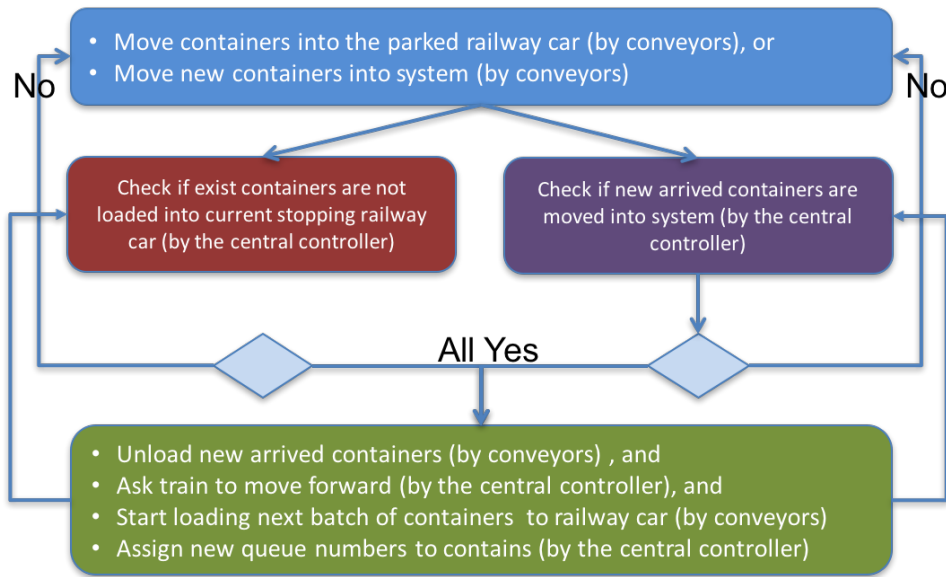 • Move containers into the parked railway car (by conveyors), or
• Move new containers into system (by conveyors)
No
No
Check if exist containers are not
loaded into current stopping railway
car (by the central controller)
Check if new arrived containers are
moved into system (by the central
controller)
All Yes
• Unload new arrived containers (by conveyors) , and
• Ask train to move forward (by the central controller), and
• Start loading next batch of containers  to railway car (by conveyors)
• Assign new queue numbers to contains (by the central controller)